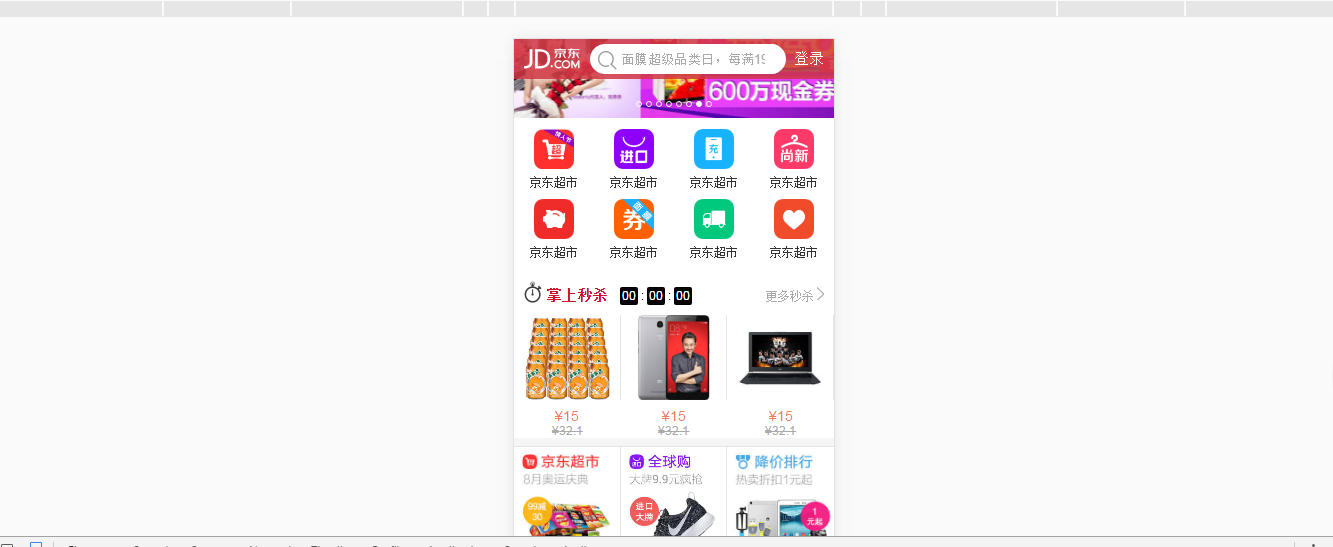 JD.京东 .COM 面膜超级品类日，每满19 登录
600万现金券
情人节 超 进口 充 尚新
京东超市 京东超市 京东超市 京东超市
券 面膜
京东超市 京东超市 京东超市 京东超市
掌上秒杀 00 : 00 : 00 更多秒杀
¥15 ¥15 ¥15
¥32.1 ¥32.1 ¥32.1
京东超市 全球购 降价排行
8月奥运庆典 大牌9.9元疯抢 热卖折扣1元起
99减30 进口大牌 1元起